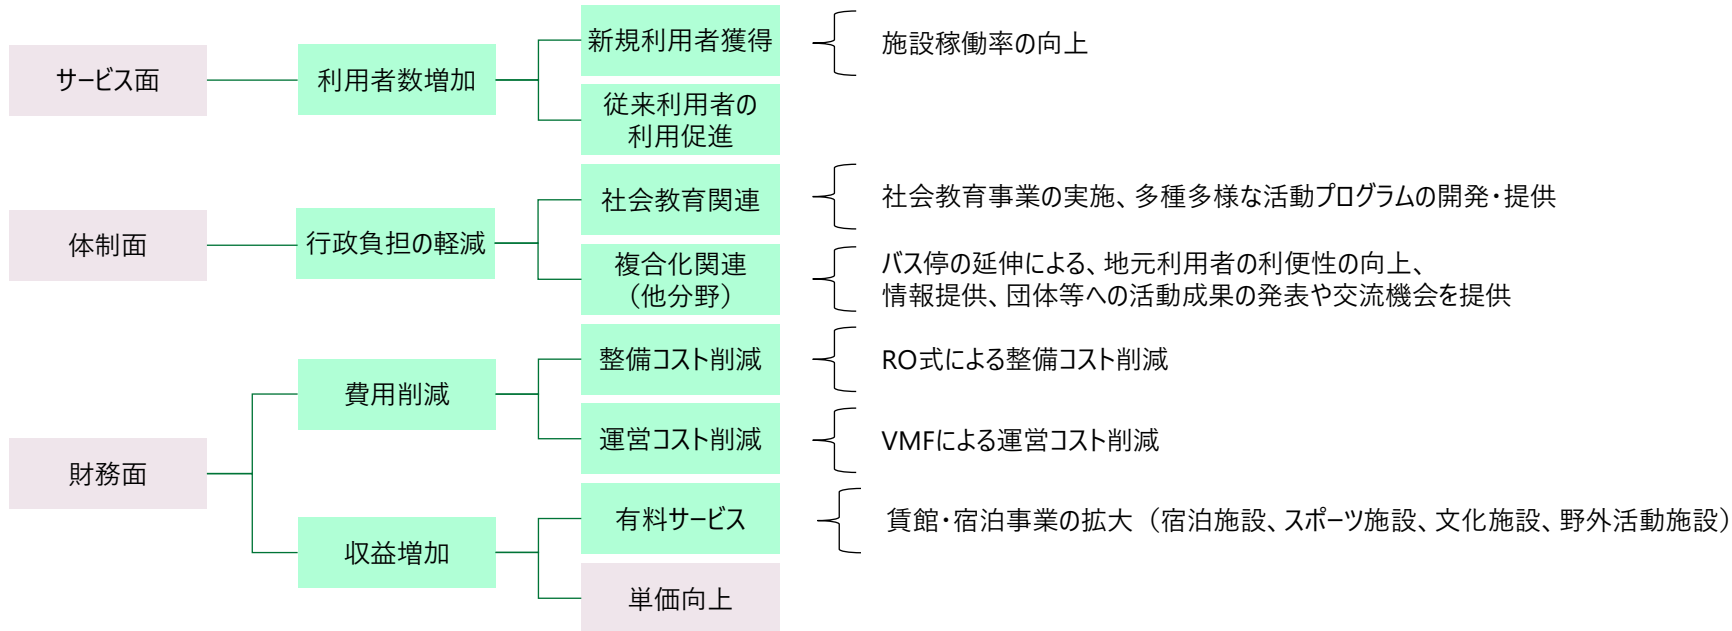 サービス面
利用者数増加
新規利用者獲得
施設稼働率の向上
従来利用者の
利用促進
体制面
行政負担の軽減
社会教育関連
社会教育事業の実施、多種多様な活動プログラムの開発・提供
複合化関連
（他分野）
バス停の延伸による、地元利用者の利便性の向上、
情報提供、団体等への活動成果の発表や交流機会を提供
財務面
費用削減
整備コスト削減
RO式による整備コスト削減
運営コスト削減
VMFによる運営コスト削減
収益増加
有料サービス
賃館・宿泊事業の拡大（宿泊施設、スポーツ施設、文化施設、野外活動施設）
単価向上